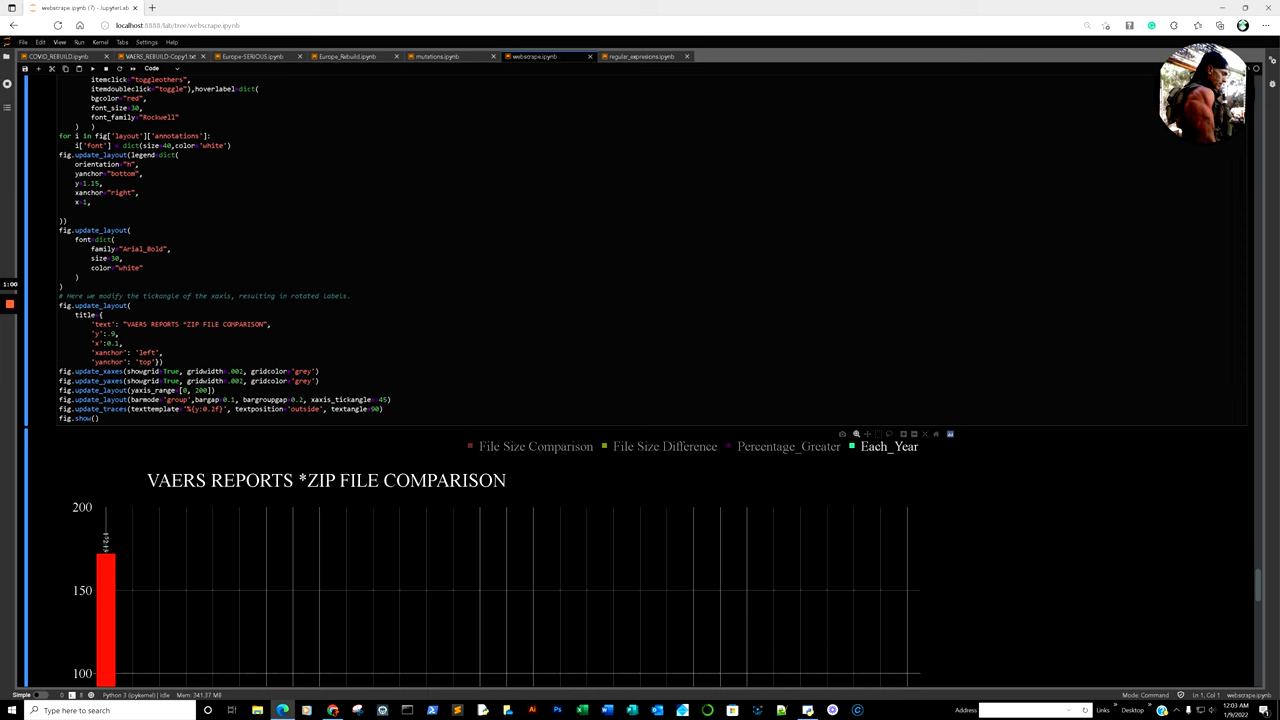 webscrape.ipynb (7) - JupyterLab
localhost:8888/lab/tree/webscrape.ipynb
File Edit View Run Kernel Tabs Settings Help
COVID_REBUILD.ipynb
VAERS_REBUILD-Copy1.txt
Europe-SERIOUS.ipynb
Europe_Rebuild.ipynb
mutations.ipynb
webscrape.ipynb
regular_expresions.ipynb
Code
itemclick="toggleothers",
itemdoubleclick="toggle"),hoverlabel=dict(
bgcolor="red",
font_size=30,
font_family="Rockwell"
) )
for i in fig['layout']['annotations']:
i['font'] = dict(size=40,color='white')
fig.update_layout(legend=dict(
orientation="h",
yanchor="bottom",
y=1.15,
xanchor="right",
x=1,
))
fig.update_layout(
font=dict(
family="Arial_Bold",
size=30,
color="white"
)
)
# Here we modify the tickangle of the xaxis, resulting in rotated labels.
fig.update_layout(
title={
'text': "VAERS REPORTS *ZIP FILE COMPARISON",
'y':.9,
'x':0.1,
'xanchor': 'left',
'yanchor': 'top'})
fig.update_xaxes(showgrid=True, gridwidth=.002, gridcolor='grey')
fig.update_yaxes(showgrid=True, gridwidth=.002, gridcolor='grey')
fig.update_layout(yaxis_range=[0, 200])
fig.update_layout(barmode='group',bargap=0.1, bargroupgap=0.2, xaxis_tickangle=-45)
fig.update_traces(texttemplate='%{y:0.2f}', textposition='outside', textangle=90)
fig.show()
1:00
File Size Comparison File Size Difference Percentage_Greater Each_Year
VAERS REPORTS *ZIP FILE COMPARISON
200
150
100
Simple
Python 3 (ipykernel) | Idle Mem: 341.37 MB
Mode: Command
Ln 1, Col 1
webscrape.ipynb
Type here to search
Address
Links
Desktop
12:03 AM
1/9/2022